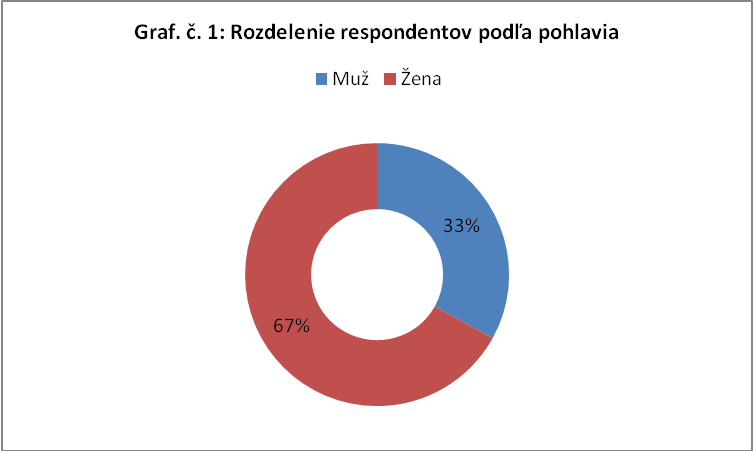 Graf. č. 1: Rozdelenie respondentov podľa pohlavia
Muž Žena
33%
67%